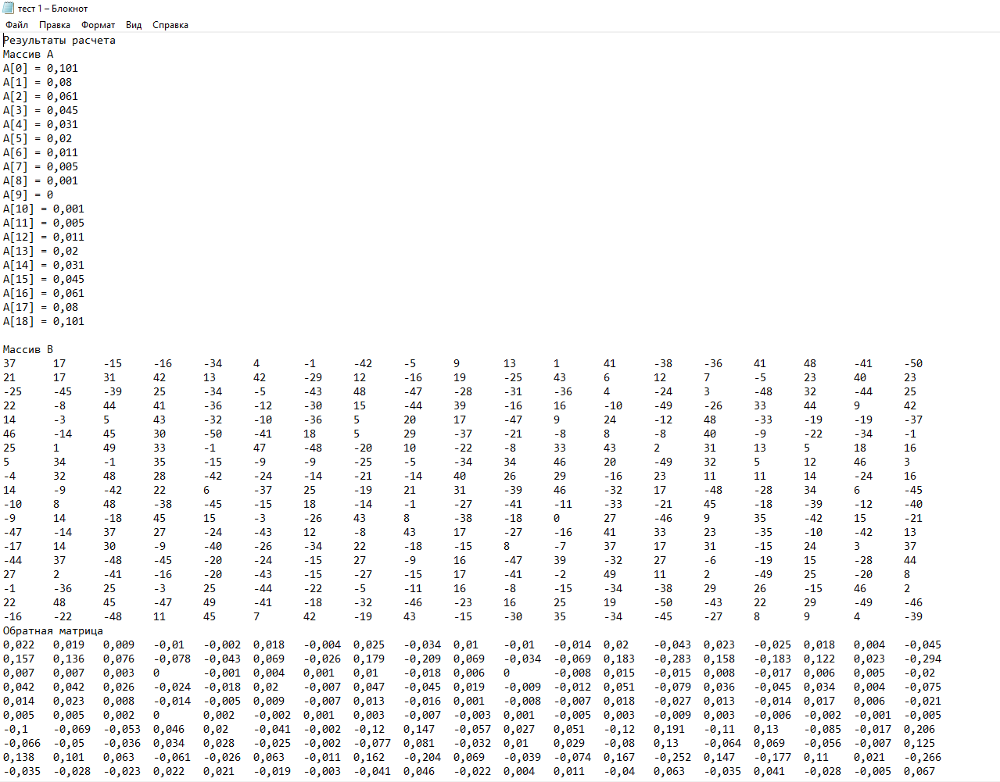 тест 1 – Блокнот
Файл Правка Формат Вид Справка
Результаты расчета
Массив A
A[0] = 0,101
A[1] = 0,08
A[2] = 0,061
A[3] = 0,045
A[4] = 0,031
A[5] = 0,02
A[6] = 0,011
A[7] = 0,005
A[8] = 0,001
A[9] = 0
A[10] = 0,001
A[11] = 0,005
A[12] = 0,011
A[13] = 0,02
A[14] = 0,031
A[15] = 0,045
A[16] = 0,061
A[17] = 0,08
A[18] = 0,101
Массив B
37 17 -15 -16 -34 4 -1 -42 -5 9 13 1 41 -38 -36 41 48 -41 -50
21 17 31 42 13 42 -29 12 -16 19 -25 43 6 12 7 -5 23 40 23
-25 -45 -39 25 -34 -5 -43 48 -47 -28 -31 -36 4 -24 3 -48 32 -44 25
22 -8 44 41 -36 -12 -30 15 -44 39 -16 16 -10 -49 -26 33 44 9 42
14 -3 5 43 -32 -10 -36 5 20 17 -47 9 24 -12 48 -33 -19 -19 -37
46 -14 45 30 -50 -41 18 5 29 -37 -21 -8 8 -8 40 -9 -22 -34 -1
25 1 49 33 -1 47 -48 -20 10 -22 -8 33 43 2 31 13 5 18 16
5 34 -1 35 -15 -9 -9 -25 -5 -34 34 46 20 -49 32 5 12 46 3
-4 32 48 28 -42 -24 -14 -21 -14 40 26 29 -16 23 11 11 14 -24 16
14 -9 -42 22 6 -37 25 -19 21 31 -39 46 -32 17 -48 -28 34 6 -45
-10 8 48 -38 -45 -15 18 -14 -1 -27 -41 -11 -33 -21 45 -18 -39 -12 -40
-9 14 -18 45 15 -3 -26 43 8 -38 -18 0 27 -46 9 35 -42 15 -21
-47 -14 37 27 -24 -43 12 -8 43 17 -27 -16 41 33 23 -35 -10 -42 13
-17 14 30 -9 -40 -26 -34 22 -18 -15 8 -7 37 17 31 -15 24 3 37
-44 37 -48 -45 -20 -24 -15 27 -9 16 -47 39 -32 27 -6 -19 15 -28 44
27 2 -41 -16 -20 -43 -15 -27 -15 17 -41 -2 49 11 2 -49 25 -20 8
-1 -36 25 -3 25 -44 -22 -5 -11 16 -8 -15 -34 -38 29 26 -15 46 2
22 48 45 -47 49 -41 -18 -32 -46 -23 16 25 19 -50 -43 22 29 -49 -46
-16 -22 -48 11 45 7 42 -19 43 -15 -30 35 -34 -45 -27 8 9 4 -39
Обратная матрица
0,022 0,019 0,009 -0,01 -0,002 0,018 -0,004 0,025 -0,034 0,01 -0,01 -0,014 0,02 -0,043 0,023 -0,025 0,018 0,004 -0,045
0,157 0,136 0,076 -0,078 -0,043 0,069 -0,026 0,179 -0,209 0,069 -0,034 -0,069 0,183 -0,283 0,158 -0,183 0,122 0,023 -0,294
0,007 0,007 0,003 0 -0,001 0,004 0,001 0,01 -0,018 0,006 0 -0,008 0,015 -0,015 0,008 -0,017 0,006 0,005 -0,02
0,042 0,042 0,026 -0,024 -0,018 0,02 -0,007 0,047 -0,045 0,019 -0,009 -0,012 0,051 -0,079 0,036 -0,045 0,034 0,004 -0,075
0,014 0,023 0,008 -0,014 -0,005 0,009 -0,007 0,013 -0,016 0,001 -0,008 -0,007 0,018 -0,027 0,013 -0,014 0,017 0,006 -0,021
0,005 0,005 0,002 0 0,002 -0,002 0,001 0,003 -0,007 -0,003 0,001 -0,005 0,003 -0,009 0,003 -0,006 -0,002 -0,001 -0,005
-0,1 -0,069 -0,053 0,046 0,02 -0,041 -0,002 -0,12 0,147 -0,057 0,027 0,051 -0,12 0,191 -0,11 0,13 -0,085 -0,017 0,206
-0,066 -0,05 -0,036 0,034 0,028 -0,025 -0,002 -0,077 0,081 -0,032 0,01 0,029 -0,08 0,13 -0,064 0,069 -0,056 -0,007 0,125
0,138 0,101 0,063 -0,061 -0,026 0,063 -0,011 0,162 -0,204 0,069 -0,039 -0,074 0,167 -0,252 0,147 -0,177 0,11 0,021 -0,266
-0,035 -0,028 -0,023 0,022 0,021 -0,019 -0,003 -0,041 0,046 -0,022 0,004 0,011 -0,04 0,063 -0,035 0,041 -0,028 -0,005 0,067